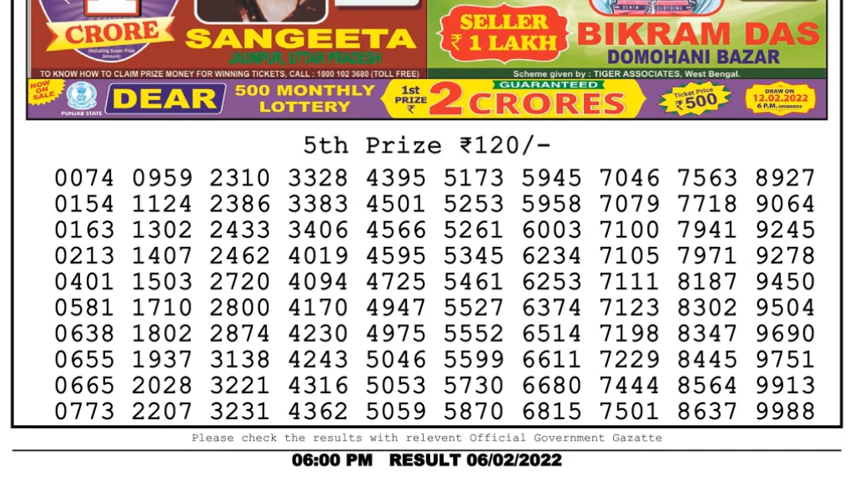 1
CRORE
(Including Super Prize Amount)
SANGEETA
JAUNPUR, UTTAR PRADESH
TO KNOW HOW TO CLAIM PRIZE MONEY FOR WINNING TICKETS, CALL : 1800 102 3680 (TOLL FREE)
SELLER
₹ 1 LAKH
BIKRAM DAS
DOMOHANI BAZAR
Scheme given by : TIGER ASSOCIATES, West Bengal.
NOW ON SALE
PUNJAB STATE
DEAR
500 MONTHLY
LOTTERY
1st
PRIZE
₹
GUARANTEED
2 CRORES
Ticket Price
₹500
DRAW ON
12.02.2022
6 P.M. ONWARDS
5th Prize ₹120/-
0074 0959 2310 3328 4395 5173 5945 7046 7563 8927
0154 1124 2386 3383 4501 5253 5958 7079 7718 9064
0163 1302 2433 3406 4566 5261 6003 7100 7941 9245
0213 1407 2462 4019 4595 5345 6234 7105 7971 9278
0401 1503 2720 4094 4725 5461 6253 7111 8187 9450
0581 1710 2800 4170 4947 5527 6374 7123 8302 9504
0638 1802 2874 4230 4975 5552 6514 7198 8347 9690
0655 1937 3138 4243 5046 5599 6611 7229 8445 9751
0665 2028 3221 4316 5053 5730 6680 7444 8564 9913
0773 2207 3231 4362 5059 5870 6815 7501 8637 9988
Please check the results with relevent Official Government Gazatte
06:00 PM RESULT 06/02/2022